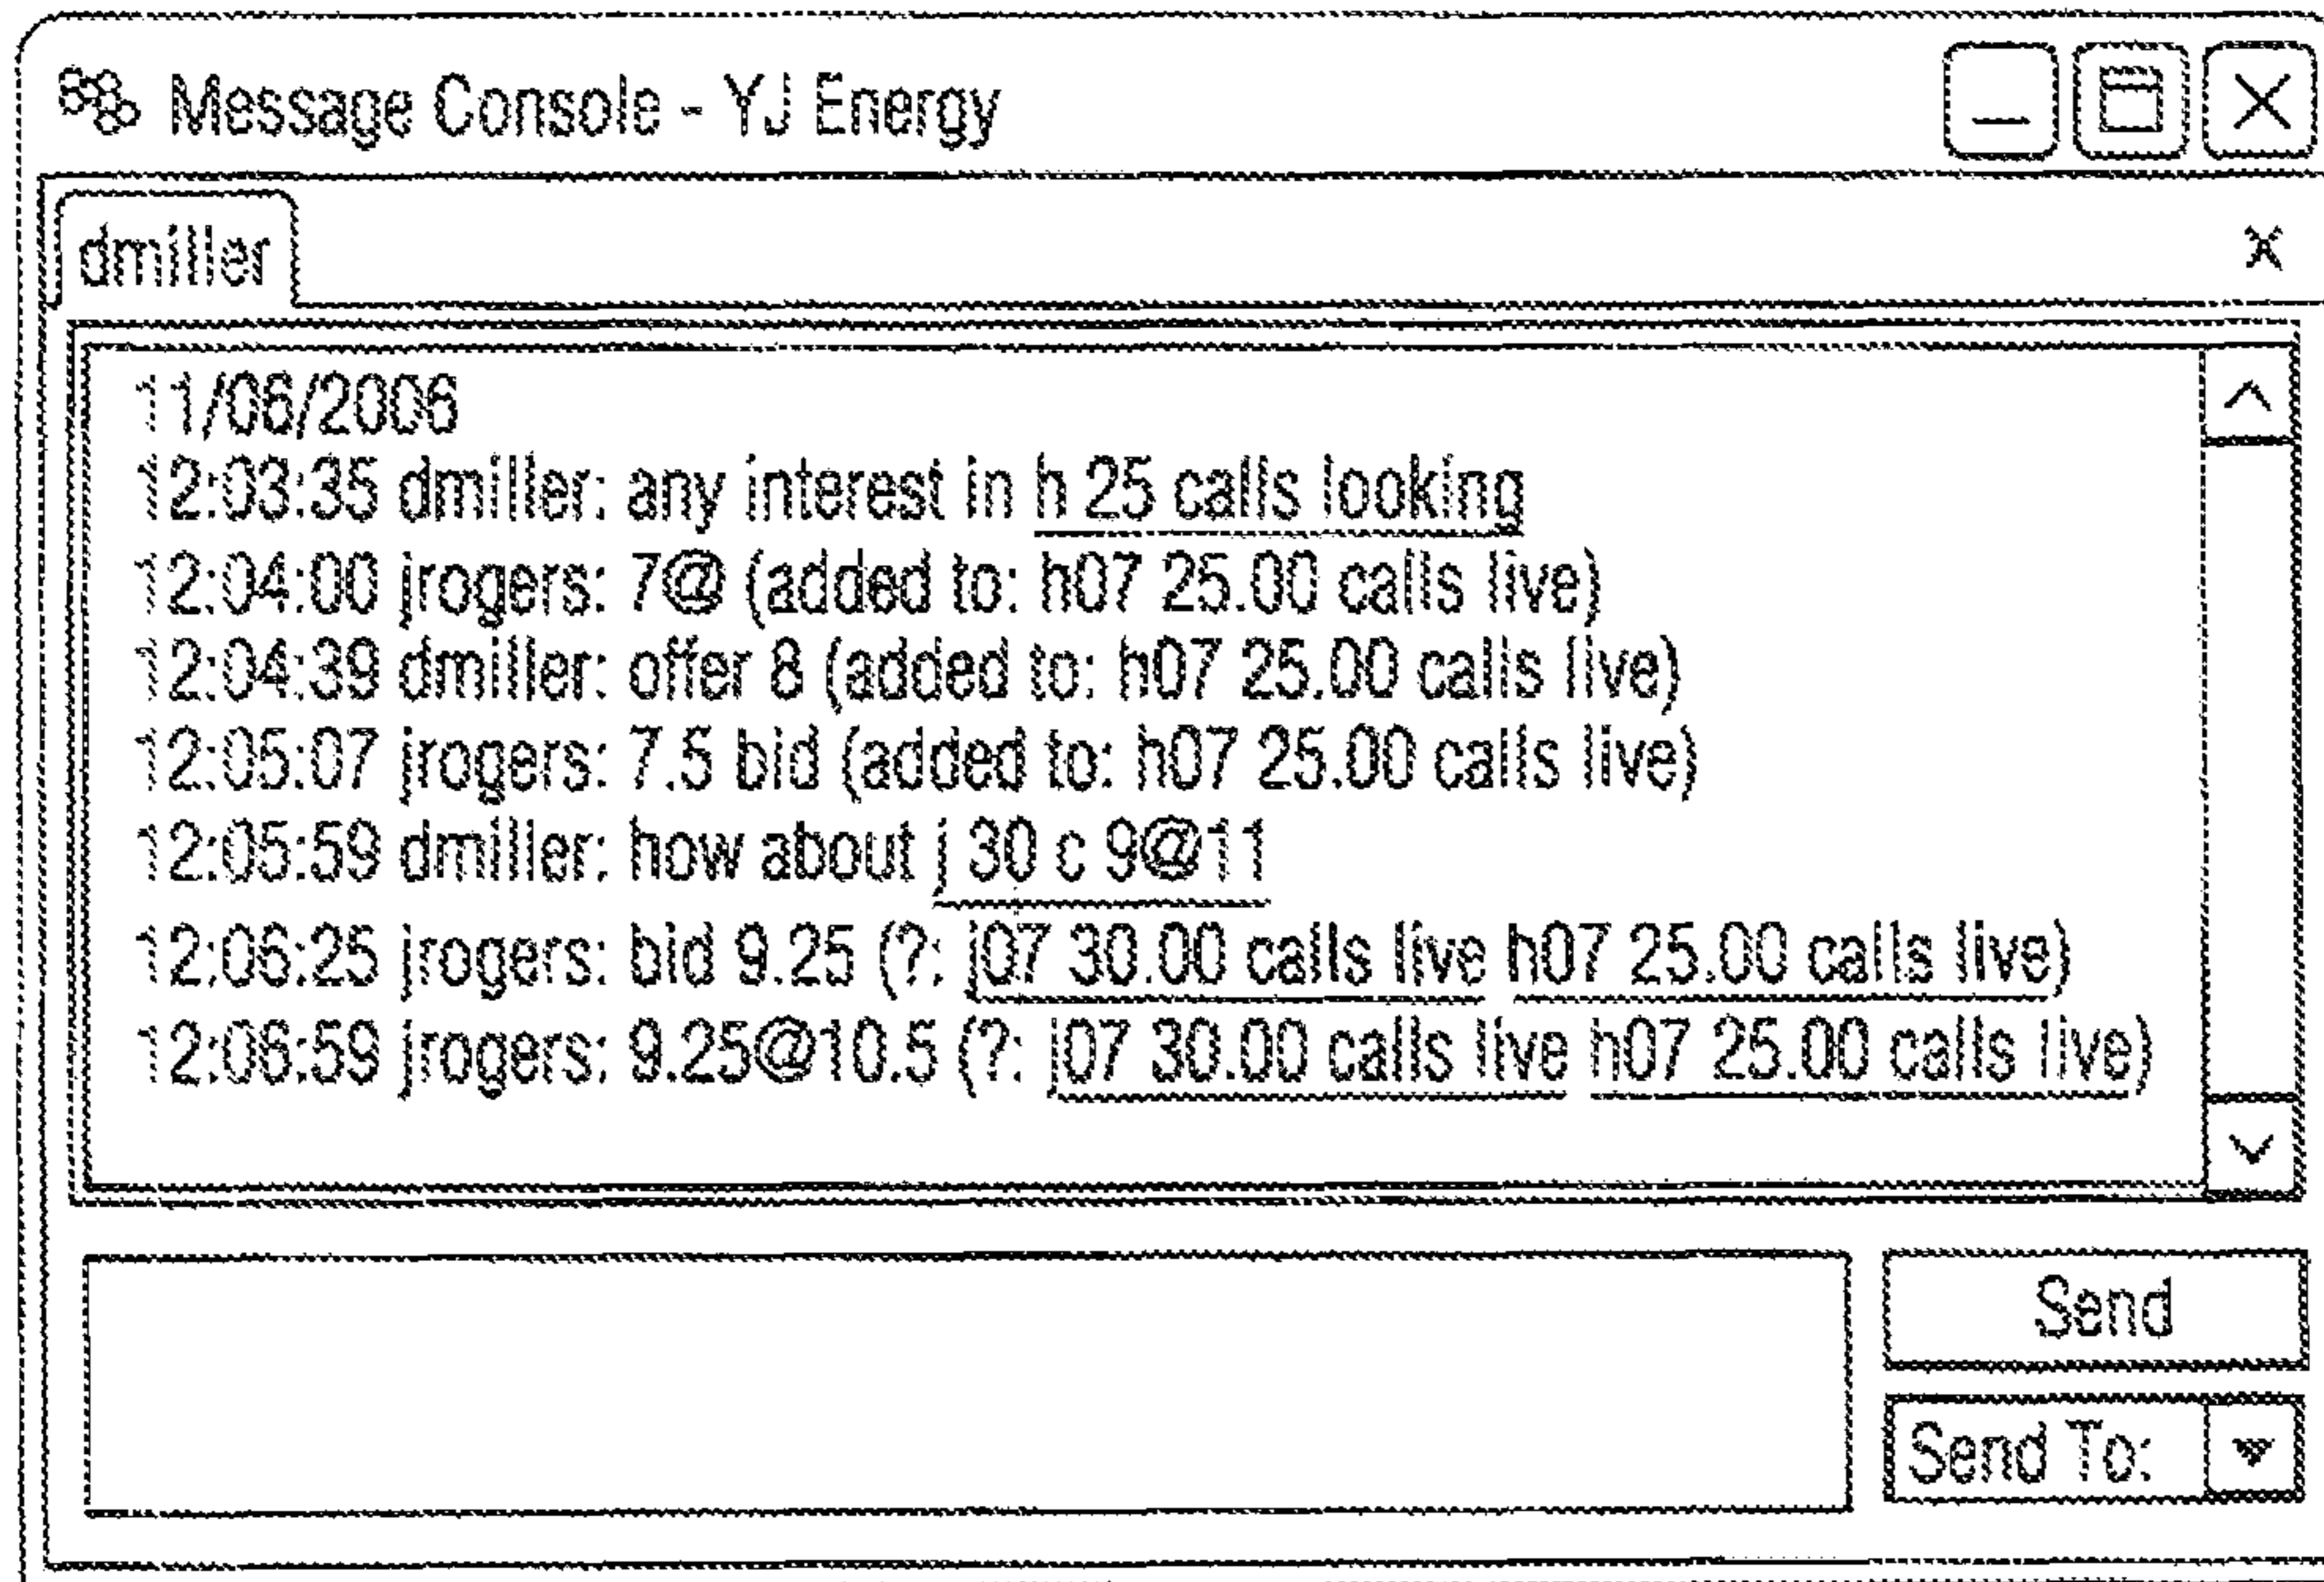 Message Console - YJ Energy
dmiller
x
11/06/2006
12:03:35 dmiller: any interest in h 25 calls looking
12:04:00 jrogers: 7@ (added to: h07 25.00 calls live)
12:04:39 dmiller: offer 8 (added to: h07 25.00 calls live)
12:05:07 jrogers: 7.5 bid (added to: h07 25.00 calls live)
12:05:59 dmiller: how about j 30 c 9@11
12:06:25 jrogers: bid 9.25 (?: j07 30.00 calls live h07 25.00 calls live)
12:06:59 jrogers: 9.25@10.5 (?: j07 30.00 calls live h07 25.00 calls live)
Send
Send To: